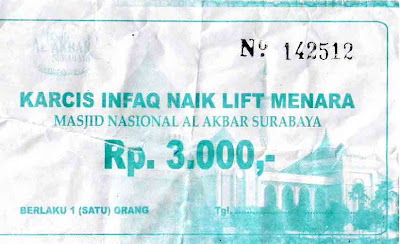 AL AKBAR
SURABAYA
No. 142512
KARCIS INFAQ NAIK LIFT MENARA
MASJID NASIONAL AL AKBAR SURABAYA
Rp. 3.000,-
BERLAKU 1 (SATU) ORANG
Tgl.